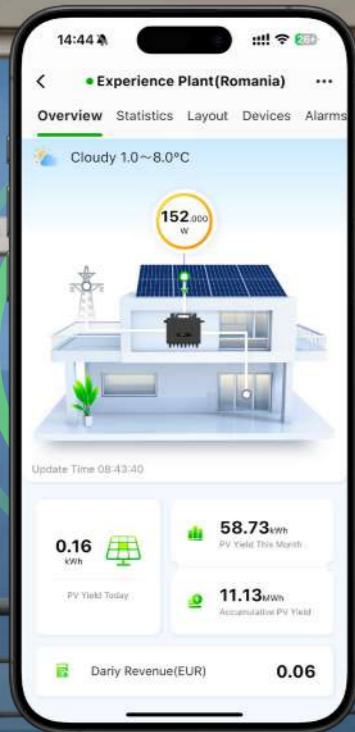 14:44
26
Experience Plant(Romania)
Overview Statistics Layout Devices Alarms
Cloudy 1.0～8.0°C
152.000
W
Update Time 08:43:40
0.16
kWh
PV Yield Today
58.73kWh
PV Yield This Month
11.13MWh
Accumulative PV Yield
Dariy Revenue(EUR) 0.06